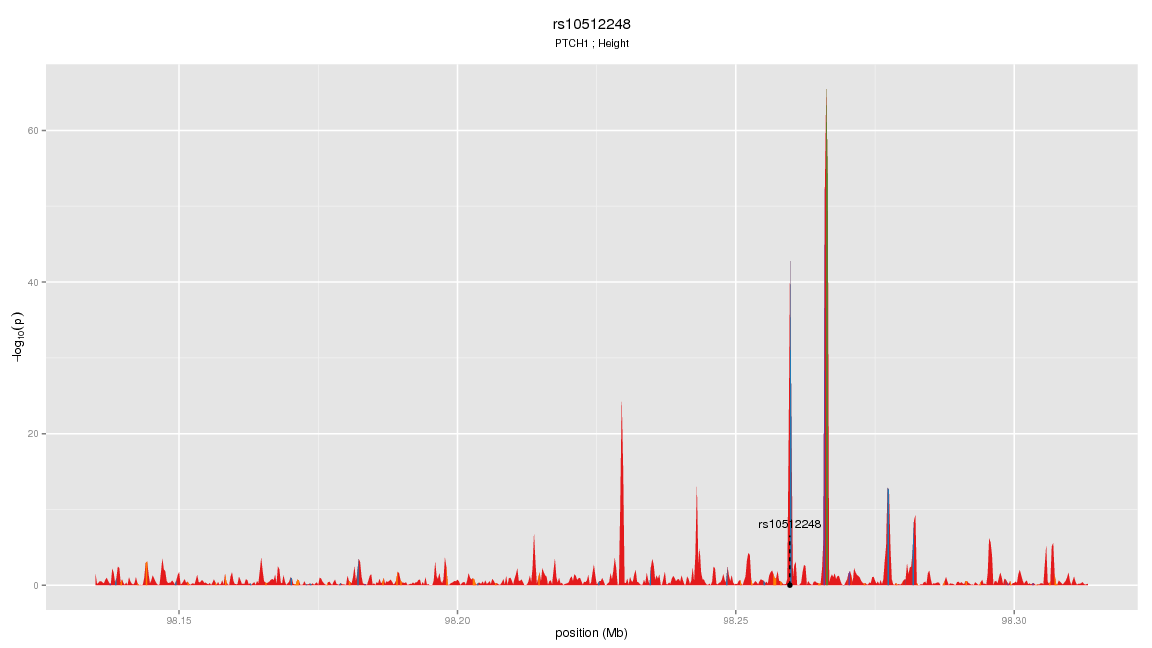 rs10512248
PTCH1 ; Height
60
40
20
0
−log10(p)
rs10512248
98.15
98.20
98.25
98.30
position (Mb)